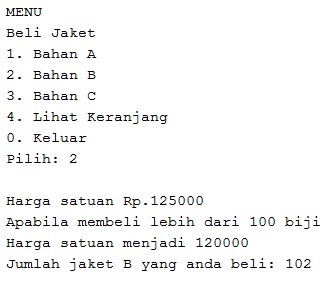 MENU
Beli Jaket
1. Bahan A
2. Bahan B
3. Bahan C
4. Lihat Keranjang
0. Keluar
Pilih: 2
Harga satuan Rp.125000
Apabila membeli lebih dari 100 biji
Harga satuan menjadi 120000
Jumlah jaket B yang anda beli: 102